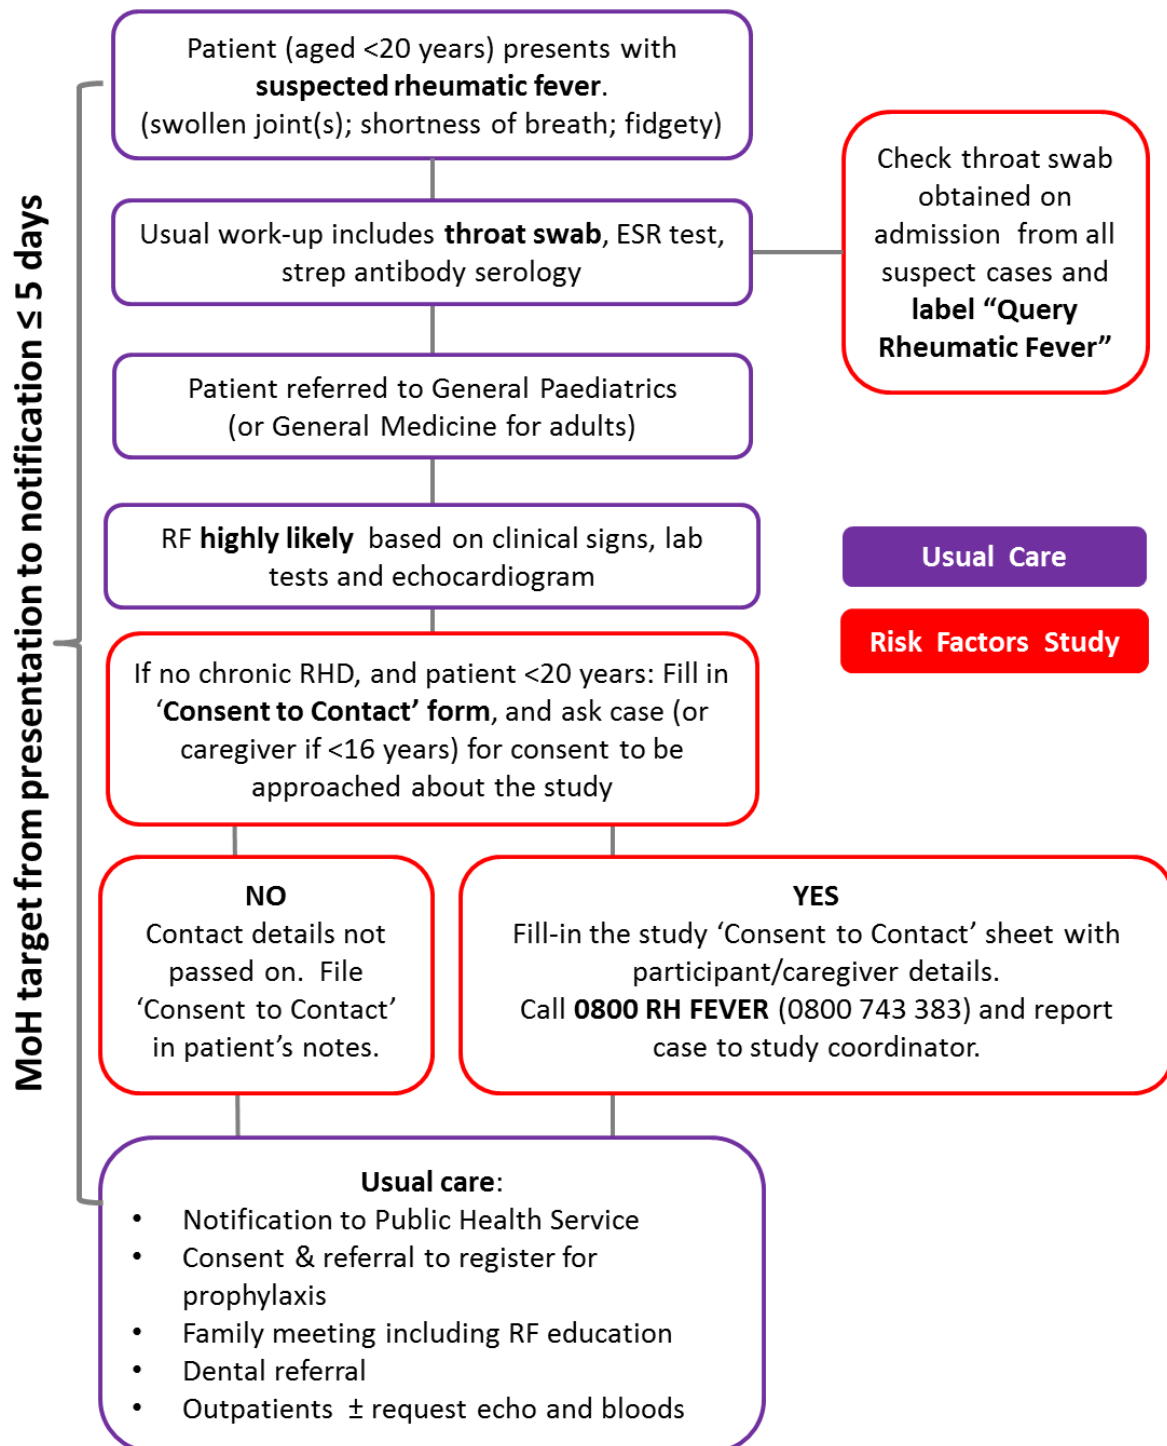 MoH target from presentation to notification ≤ 5 days
Patient (aged <20 years) presents with
suspected rheumatic fever.
(swollen joint(s); shortness of breath; fidgety)
Usual work-up includes throat swab, ESR test,
strep antibody serology
Check throat swab
obtained on
admission from all
suspect cases and
label “Query
Rheumatic Fever”
Patient referred to General Paediatrics
(or General Medicine for adults)
RF highly likely based on clinical signs, lab
tests and echocardiogram
Usual Care
Risk Factors Study
If no chronic RHD, and patient <20 years: Fill in
‘Consent to Contact’ form, and ask case (or
caregiver if <16 years) for consent to be
approached about the study
NO
Contact details not
passed on. File
‘Consent to Contact’
in patient’s notes.
YES
Fill-in the study ‘Consent to Contact’ sheet with
participant/caregiver details.
Call 0800 RH FEVER (0800 743 383) and report
case to study coordinator.
Usual care:
• Notification to Public Health Service
• Consent & referral to register for
prophylaxis
• Family meeting including RF education
• Dental referral
• Outpatients ± request echo and bloods